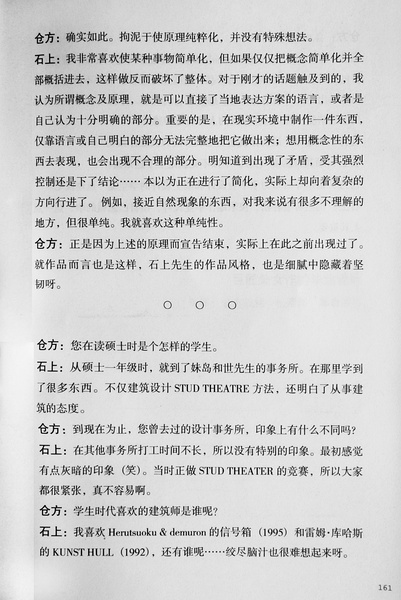 仓方：确实如此。拘泥于使原理纯粹化，并没有特殊想法。
石上：我非常喜欢使某种事物简单化，但如果仅仅把概念简单化并全
部概括进去，这样做反而破坏了整体。对于刚才的话题触及到的，我
认为所谓概念及原理，就是可以直接了当地表达方案的语言，或者是
自己认为十分明确的部分。重要的是，在现实环境中制作一件东西，
仅靠语言或自己明白的部分无法完整地把它做出来；想用概念性的东
西去表现，也会出现不合理的部分。明知道到出现了矛盾，受其强烈
控制还是下了结论…… 本以为正在进行了简化，实际上却向着复杂的
方向行进了。例如，接近自然现象的东西，对我来说有很多不理解的
地方，但很单纯。我就喜欢这种单纯性。
仓方：正是因为上述的原理而宣告结束，实际上在此之前出现过了。
就作品而言也是这样，石上先生的作品风格，也是细腻中隐藏着坚
韧呀。
○ ○ ○
仓方：您在读硕士时是个怎样的学生。
石上：从硕士一年级时，就到了妹岛和世先生的事务所。在那里学到
了很多东西。不仅建筑设计 STUD THEATRE 方法，还明白了从事建
筑的态度。
仓方：到现在为止，您曾去过的设计事务所，印象上有什么不同吗?
石上：在其他事务所打工时间不长，所以没有特别的印象。最初感觉
有点灰暗的印象（笑）。当时正做 STUD THEATER 的竞赛，所以大家
都很紧张，真不容易啊。
仓方：学生时代喜欢的建筑师是谁呢?
石上：我喜欢 Herutsuoku & demuron 的信号箱（1995）和雷姆·库哈斯
的 KUNST HULL（1992），还有谁呢……绞尽脑汁也很难想起来呀。
161